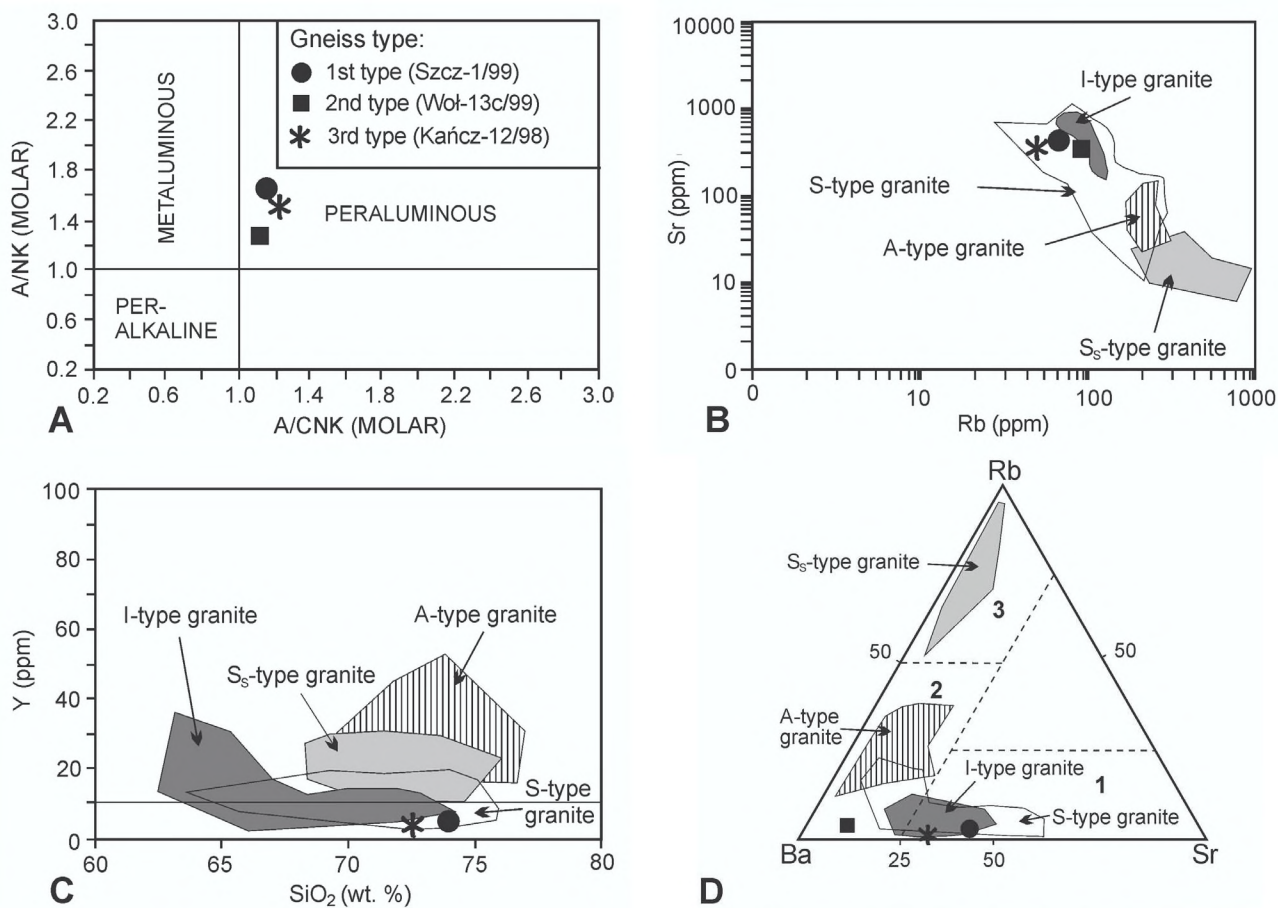 3.0
2.6
2.2
1.8
1.4
1.0
0.6
0.2
A/NK (MOLAR)
METALUMINOUS
Gneiss type:
1st type (Szcz-1/99)
2nd type (Woł-13c/99)
3rd type (Kańcz-12/98)
PERALUMINOUS
PER-
ALKALINE
0.2 0.6 1.0 1.4 1.8 2.2 2.6 3.0
A/CNK (MOLAR)
A
10000
1000
100
10
0
Sr (ppm)
I-type granite
S-type granite
A-type granite
SS-type granite
0 10 100 1000
Rb (ppm)
B
100
80
60
40
20
0
Y (ppm)
I-type granite
A-type granite
SS-type granite
S-type
granite
60 65 70 75 80
SiO2 (wt. %)
C
Rb
SS-type granite
3
50
50
2
A-type
granite
I-type granite
1
S-type granite
Ba
25
50
Sr
D